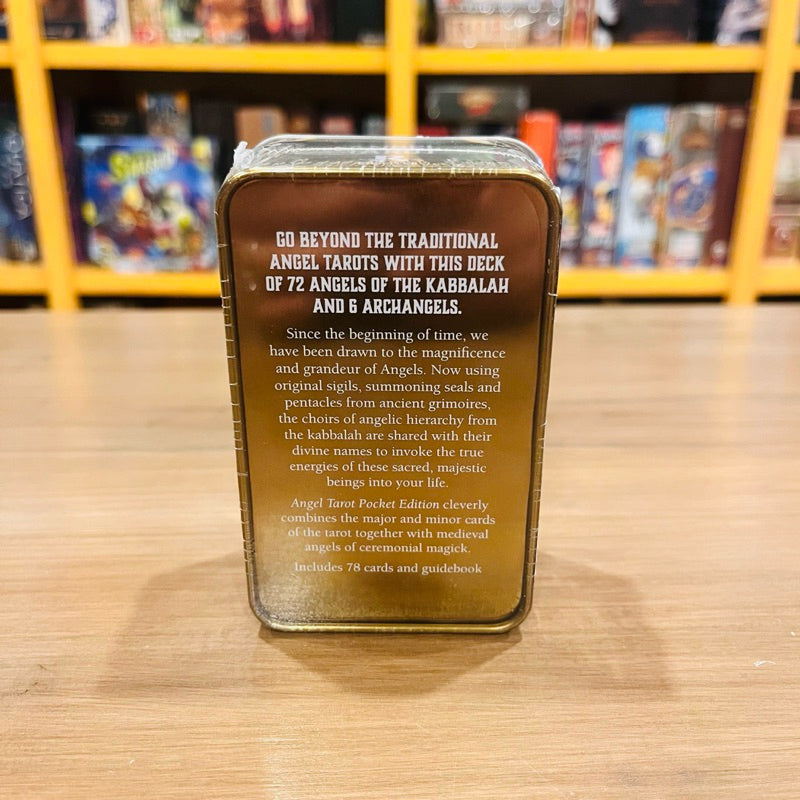 GO BEYOND THE TRADITIONAL
ANGEL TAROTS WITH THIS DECK
OF 72 ANGELS OF THE KABBALAH
AND 6 ARCHANGELS.
Since the beginning of time, we
have been drawn to the magnificence
and grandeur of Angels. Now using
original sigils, summoning seals and
pentacles from ancient grimoires,
the choirs of angelic hierarchy from
the kabbalah are shared with their
divine names to invoke the true
energies of these sacred, majestic
beings into your life.
Angel Tarot Pocket Edition cleverly
combines the major and minor cards
of the tarot together with medieval
angels of ceremonial magick.
Includes 78 cards and guidebook